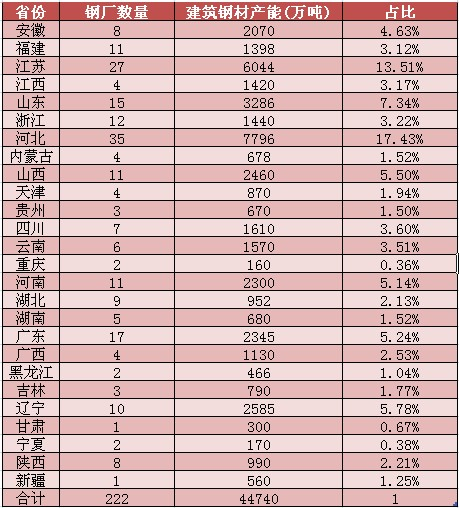 省份 钢厂数量 建筑钢材产能(万吨) 占比
安徽 8 2070 4.63%
福建 11 1398 3.12%
江苏 27 6044 13.51%
江西 4 1420 3.17%
山东 15 3286 7.34%
浙江 12 1440 3.22%
河北 35 7796 17.43%
内蒙古 4 678 1.52%
山西 11 2460 5.50%
天津 4 870 1.94%
贵州 3 670 1.50%
四川 7 1610 3.60%
云南 6 1570 3.51%
重庆 2 160 0.36%
河南 11 2300 5.14%
湖北 9 952 2.13%
湖南 5 680 1.52%
广东 17 2345 5.24%
广西 4 1130 2.53%
黑龙江 2 466 1.04%
吉林 3 790 1.77%
辽宁 10 2585 5.78%
甘肃 1 300 0.67%
宁夏 2 170 0.38%
陕西 8 990 2.21%
新疆 1 560 1.25%
合计 222 44740 1